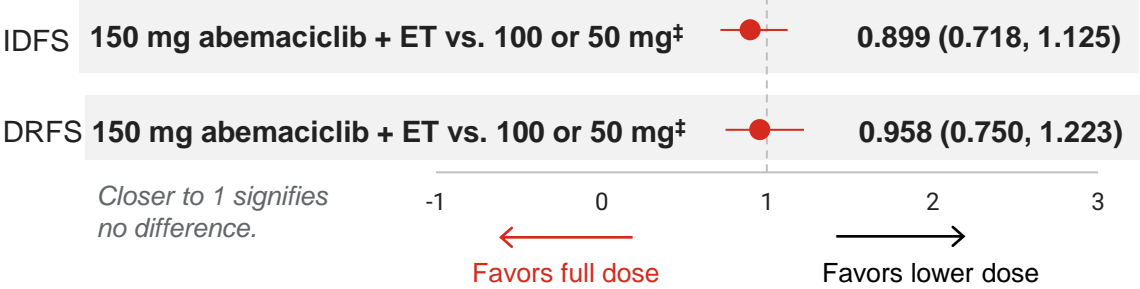 IDFS 150 mg abemaciclib + ET vs. 100 or 50 mg‡ 0.899 (0.718, 1.125)
DRFS 150 mg abemaciclib + ET vs. 100 or 50 mg‡ 0.958 (0.750, 1.223)
Closer to 1 signifies
no difference.
-1 0 1 2 3
Favors full dose Favors lower dose